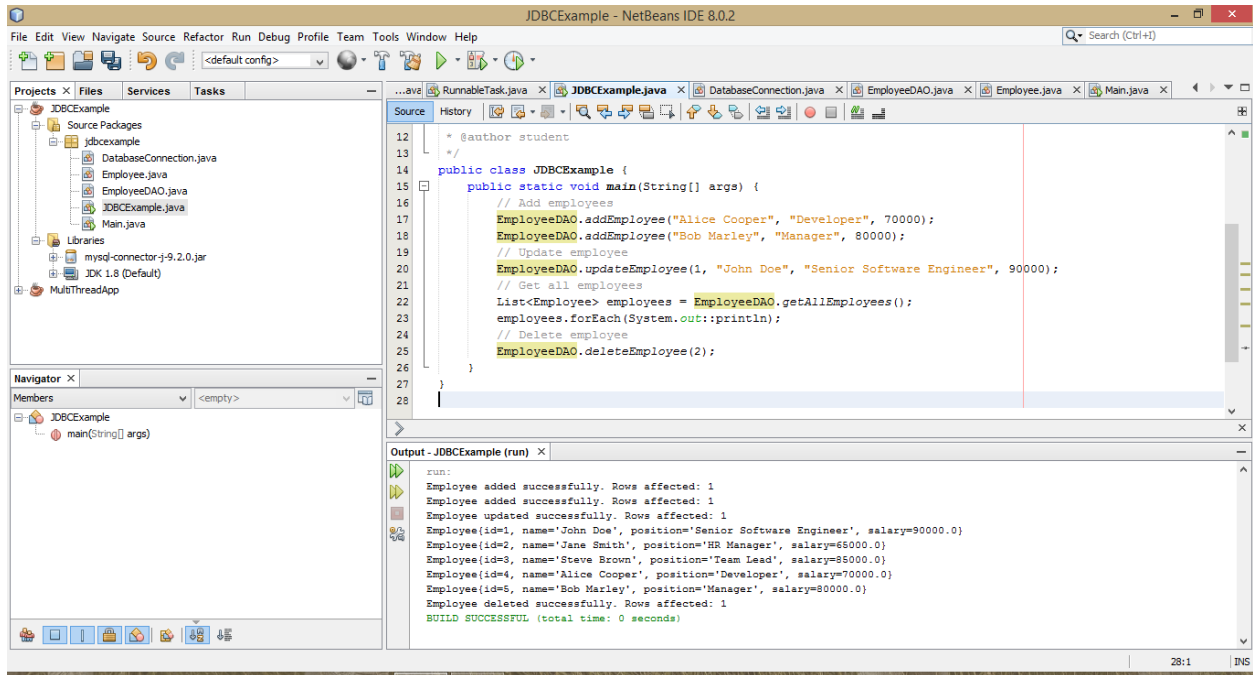 JDBCExample - NetBeans IDE 8.0.2
File Edit View Navigate Source Refactor Run Debug Profile Team Tools Window Help
Search (Ctrl+I)
<default config>
Projects Files Services Tasks
JDBCExample
Source Packages
jdbcexample
DatabaseConnection.java
Employee.java
EmployeeDAO.java
JDBCExample.java
Main.java
Libraries
mysql-connector-j-9.2.0.jar
JDK 1.8 (Default)
MultiThreadApp
Navigator
Members <empty>
JDBCExample
main(String[] args)
...ava RunnableTask.java JDBCExample.java DatabaseConnection.java EmployeeDAO.java Employee.java Main.java
Source History
12 * @author student
13 */
14 public class JDBCExample {
15 public static void main(String[] args) {
16 // Add employees
17 EmployeeDAO.addEmployee("Alice Cooper", "Developer", 70000);
18 EmployeeDAO.addEmployee("Bob Marley", "Manager", 80000);
19 // Update employee
20 EmployeeDAO.updateEmployee(1, "John Doe", "Senior Software Engineer", 90000);
21 // Get all employees
22 List<Employee> employees = EmployeeDAO.getAllEmployees();
23 employees.forEach(System.out::println);
24 // Delete employee
25 EmployeeDAO.deleteEmployee(2);
26 }
27 }
28
Output - JDBCExample (run)
run:
Employee added successfully. Rows affected: 1
Employee added successfully. Rows affected: 1
Employee updated successfully. Rows affected: 1
Employee{id=1, name='John Doe', position='Senior Software Engineer', salary=90000.0}
Employee{id=2, name='Jane Smith', position='HR Manager', salary=65000.0}
Employee{id=3, name='Steve Brown', position='Team Lead', salary=85000.0}
Employee{id=4, name='Alice Cooper', position='Developer', salary=70000.0}
Employee{id=5, name='Bob Marley', position='Manager', salary=80000.0}
Employee deleted successfully. Rows affected: 1
BUILD SUCCESSFUL (total time: 0 seconds)
28:1 INS